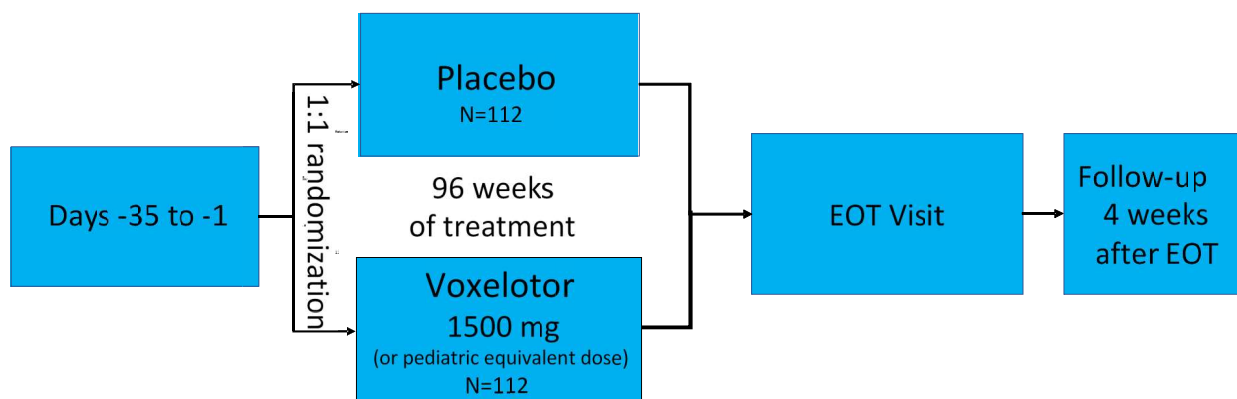 Days -35 to -1
1:1 randomization
Placebo
N=112
96 weeks
of treatment
Voxelotor
1500 mg
(or pediatric equivalent dose)
N=112
EOT Visit
Follow-up
4 weeks
after EOT